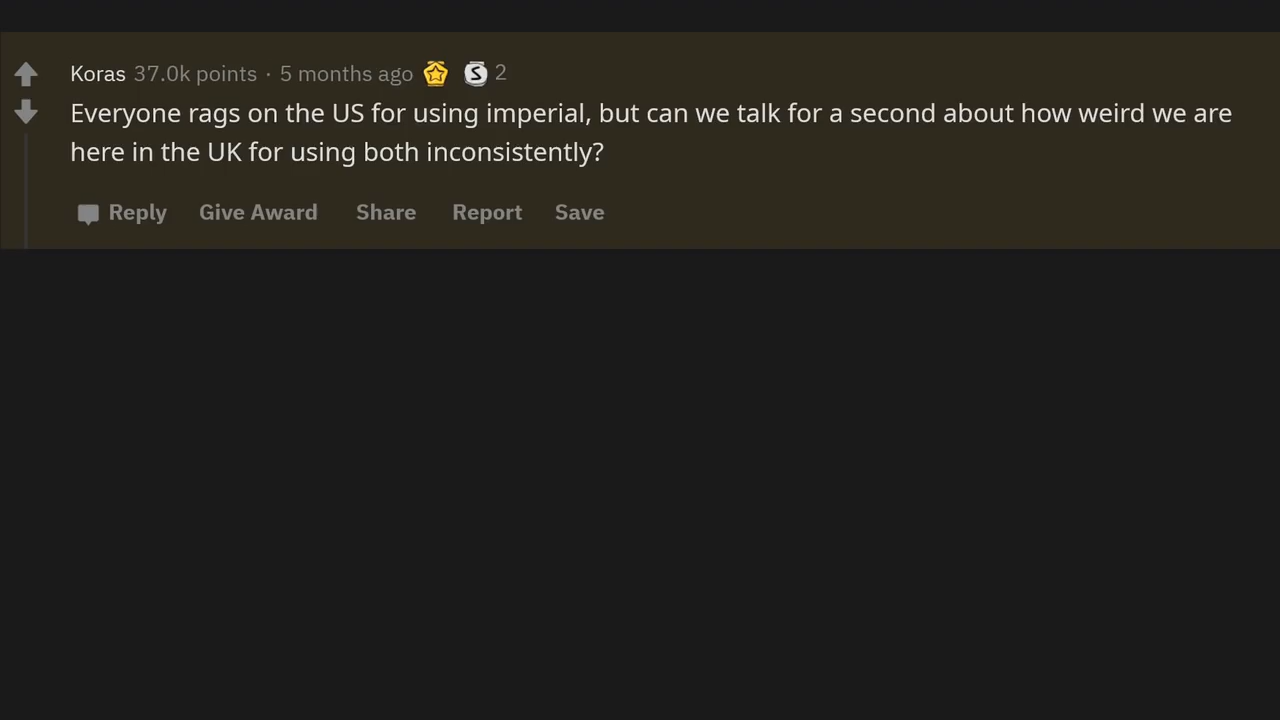 Koras 37.0k points · 5 months ago 2
Everyone rags on the US for using imperial, but can we talk for a second about how weird we are
here in the UK for using both inconsistently?
Reply Give Award Share Report Save